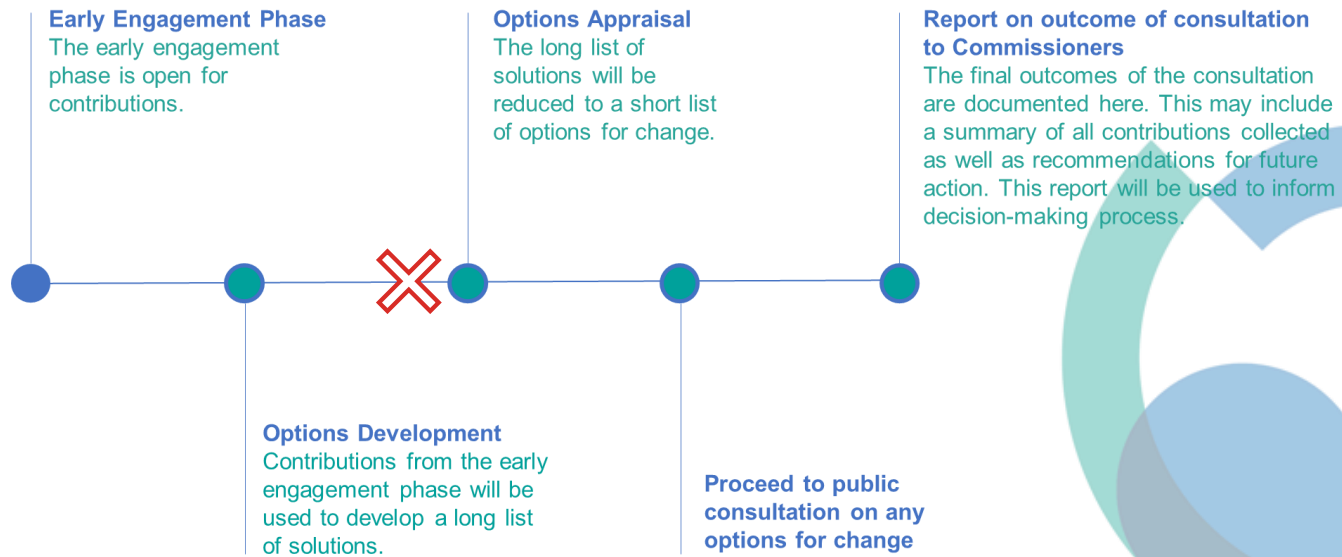 Early Engagement Phase
The early engagement
phase is open for
contributions.
Options Appraisal
The long list of
solutions will be
reduced to a short list
of options for change.
Report on outcome of consultation
to Commissioners
The final outcomes of the consultation
are documented here. This may include
a summary of all contributions collected
as well as recommendations for future
action. This report will be used to inform
decision-making process.
Options Development
Contributions from the early
engagement phase will be
used to develop a long list
of solutions.
Proceed to public
consultation on any
options for change